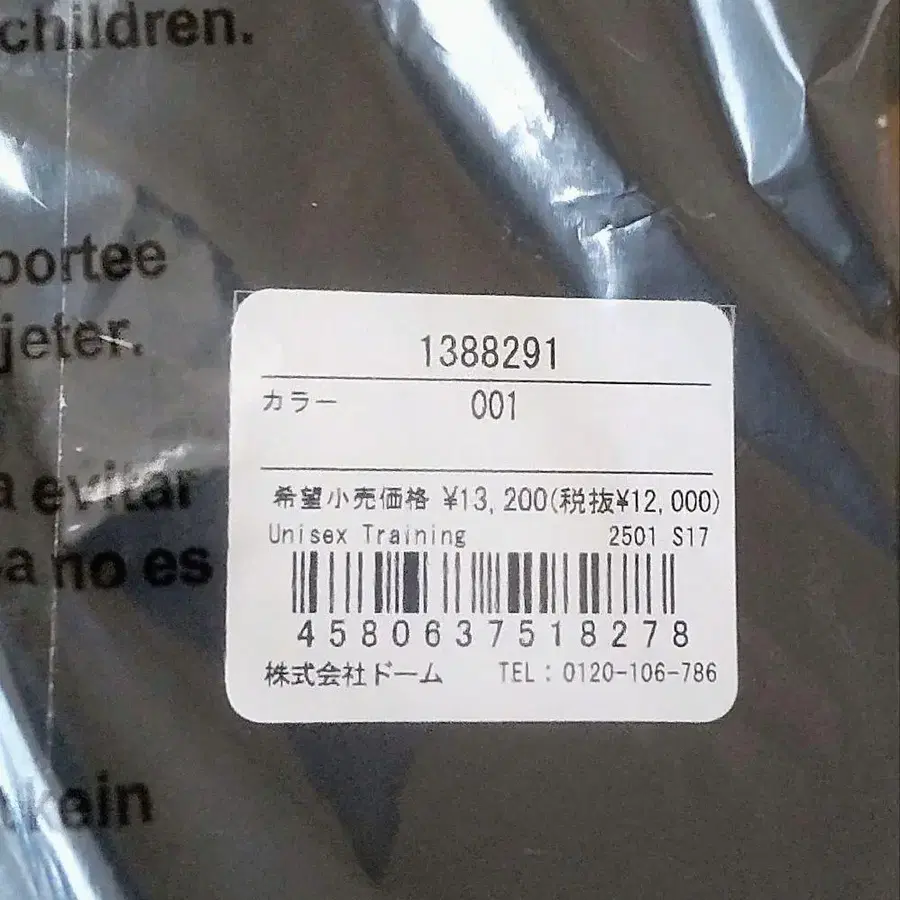 children.
portee
jeter.
a evitar
a no es
kein
1388291
カラー 001
希望小売価格 ¥13,200(税抜¥12,000)
Unisex Training 2501 S17
4580637518278
株式会社ドーム TEL:0120-106-786